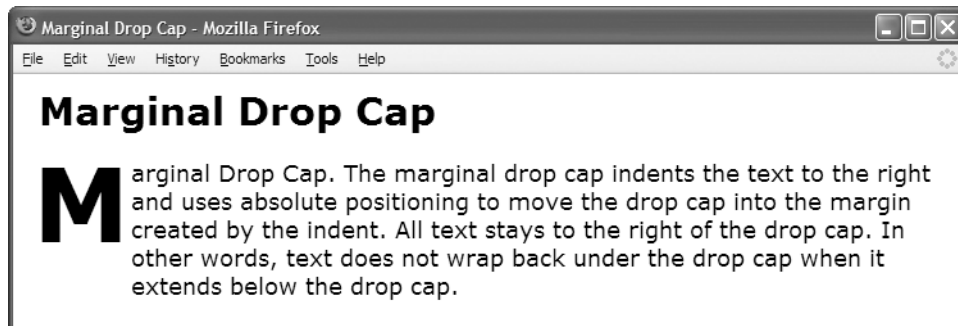 Marginal Drop Cap - Mozilla Firefox
File Edit View History Bookmarks Tools Help
Marginal Drop Cap
Marginal Drop Cap. The marginal drop cap indents the text to the right
and uses absolute positioning to move the drop cap into the margin
created by the indent. All text stays to the right of the drop cap. In
other words, text does not wrap back under the drop cap when it
extends below the drop cap.